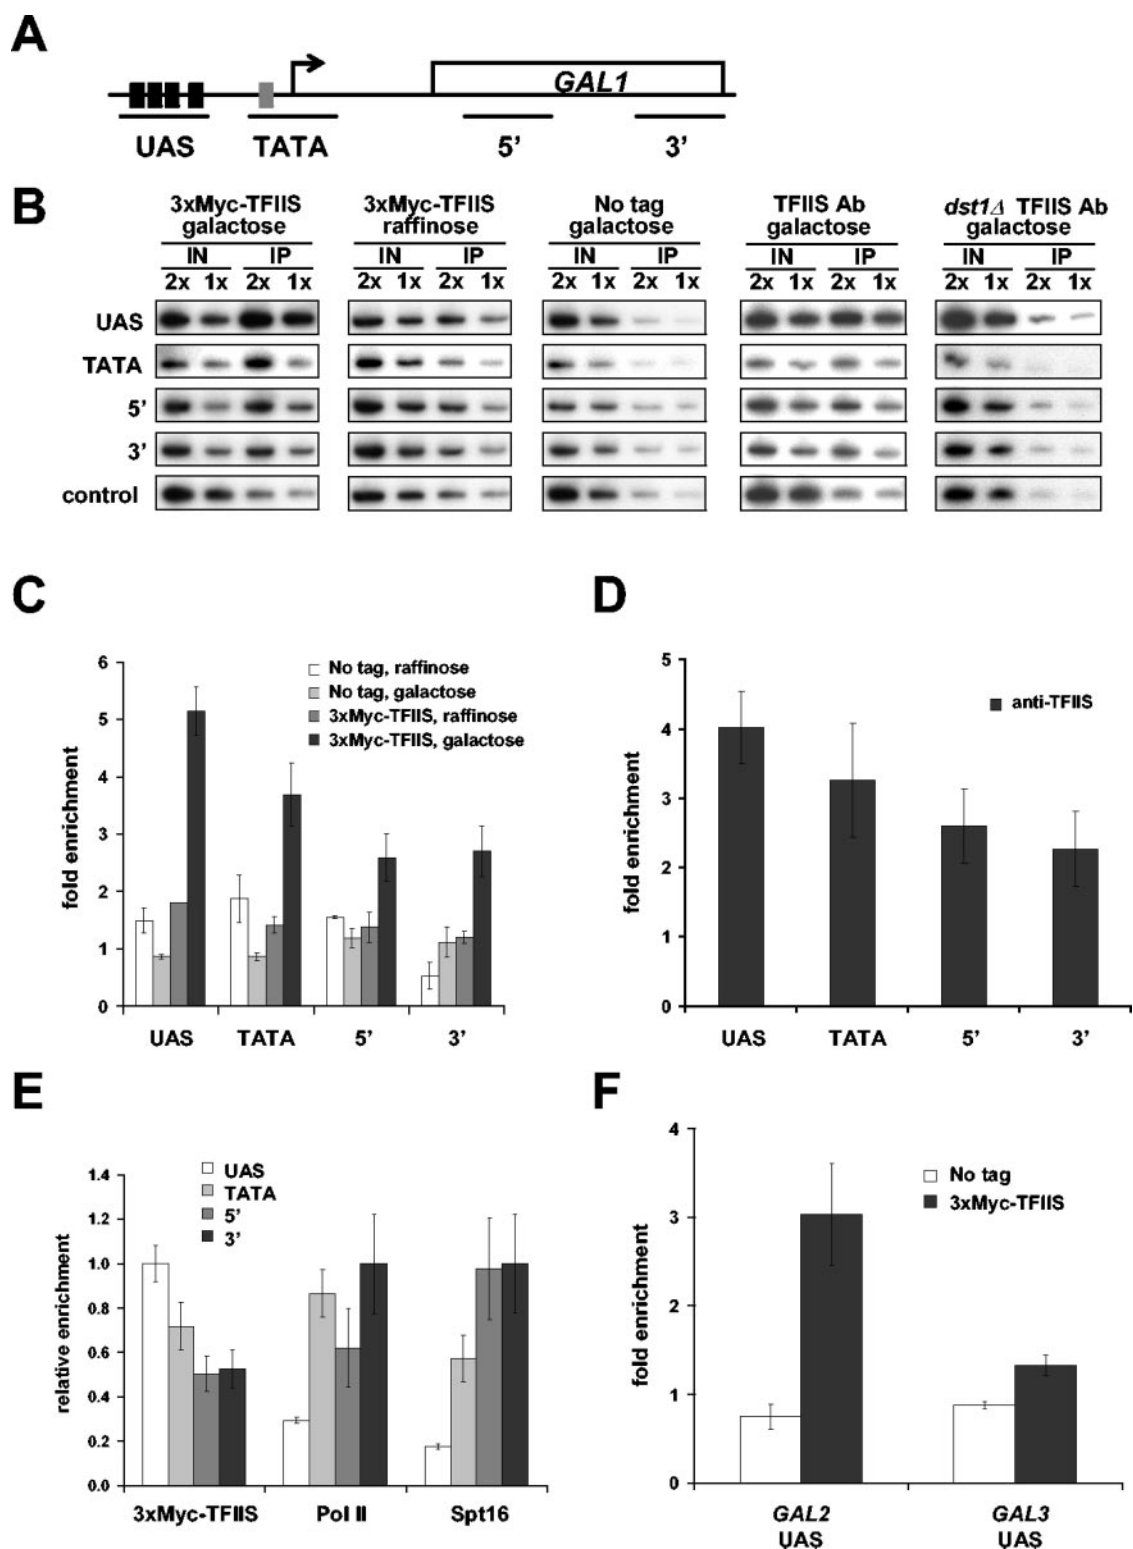 A
GAL1
UAS TATA 5’ 3’
B
3xMyc-TFIIS 3xMyc-TFIIS No tag TFIIS Ab dst1Δ TFIIS Ab
galactose raffinose galactose galactose galactose
IN IP IN IP IN IP IN IP IN IP
2x 1x 2x 1x 2x 1x 2x 1x 2x 1x 2x 1x 2x 1x 2x 1x 2x 1x 2x 1x
UAS
TATA
5’
3’
control
C
fold enrichment
6
5
4
3
2
1
0
No tag, raffinose
No tag, galactose
3xMyc-TFIIS, raffinose
3xMyc-TFIIS, galactose
UAS TATA 5’ 3’
D
fold enrichment
5
4
3
2
1
0
anti-TFIIS
UAS TATA 5’ 3’
E
relative enrichment
1.4
1.2
1.0
0.8
0.6
0.4
0.2
0.0
UAS
TATA
5’
3’
3xMyc-TFIIS Pol II Spt16
F
fold enrichment
4
3
2
1
0
No tag
3xMyc-TFIIS
GAL2 GAL3
UAS UAS